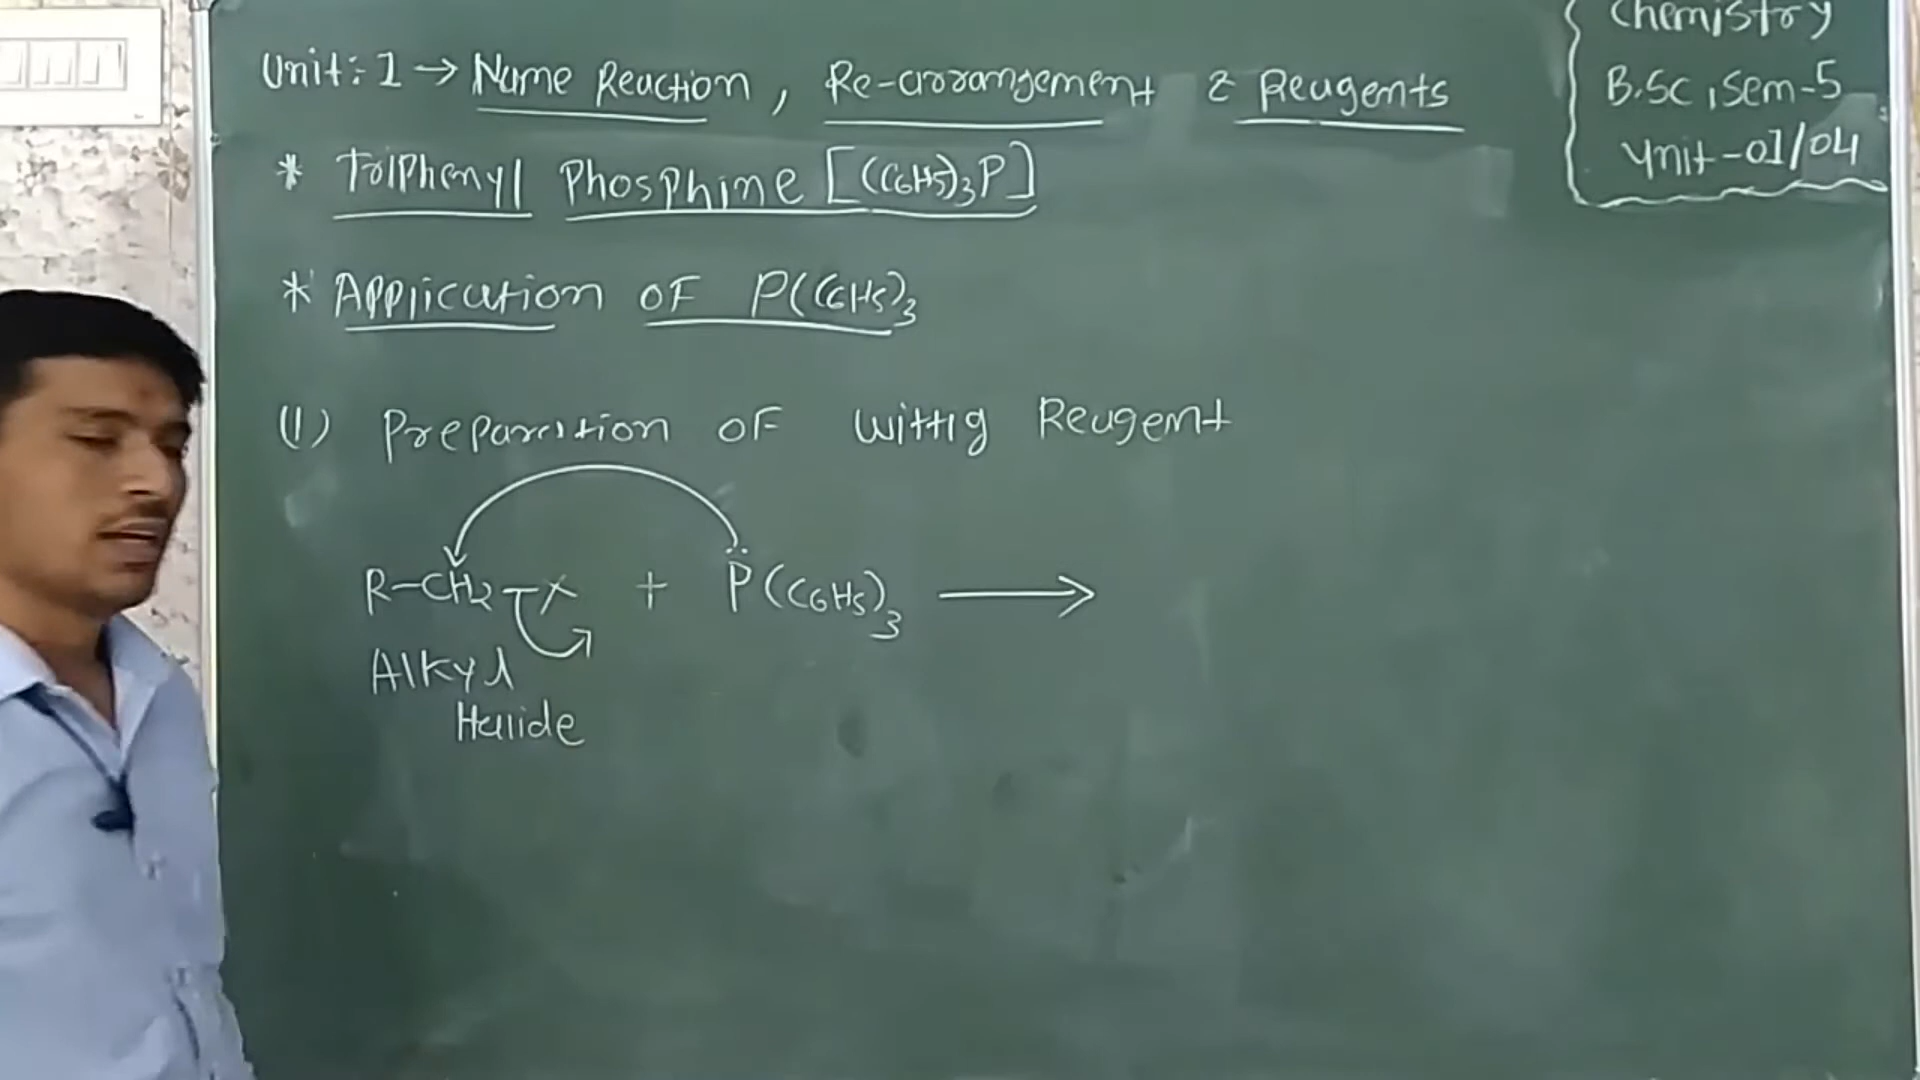 Unit:1 → Name Reaction, Re-arrangement & Reagents
Chemistry
B.Sc, Sem-5
Unit-01/04
* Triphenyl Phosphine [(C6H5)3P]
* Application OF P(C6H5)3
(1) Preparation OF Wittig Reagent
R-CH2-X + P̈(C6H5)3 →
Alkyl
Halide